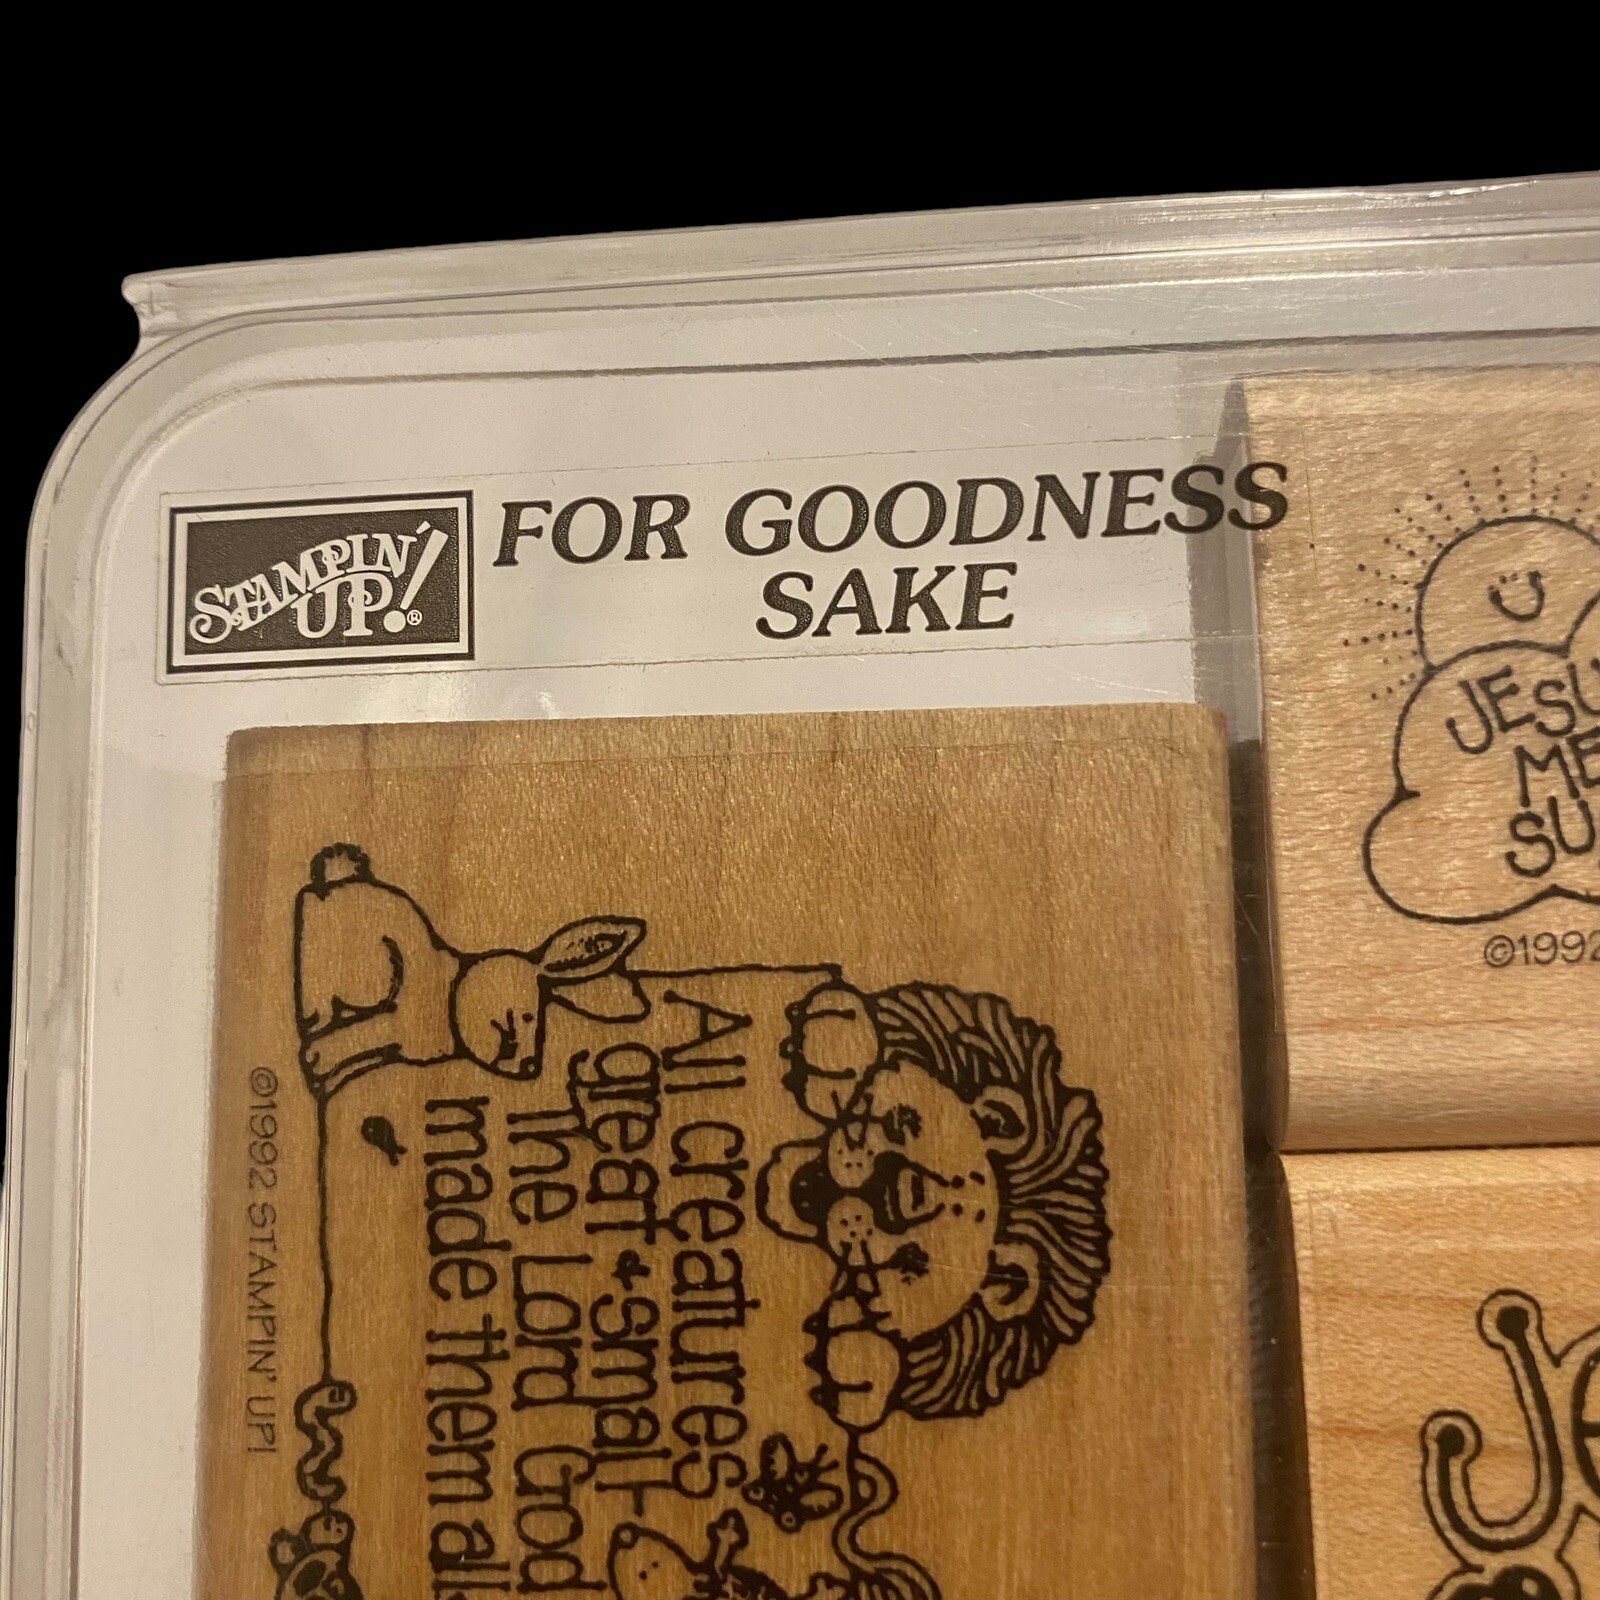 STAMPIN' UP!®
FOR GOODNESS
SAKE
All creatures
great + small-
The Lord God
made them all
©1992 STAMPIN' UP!
ME
©1992